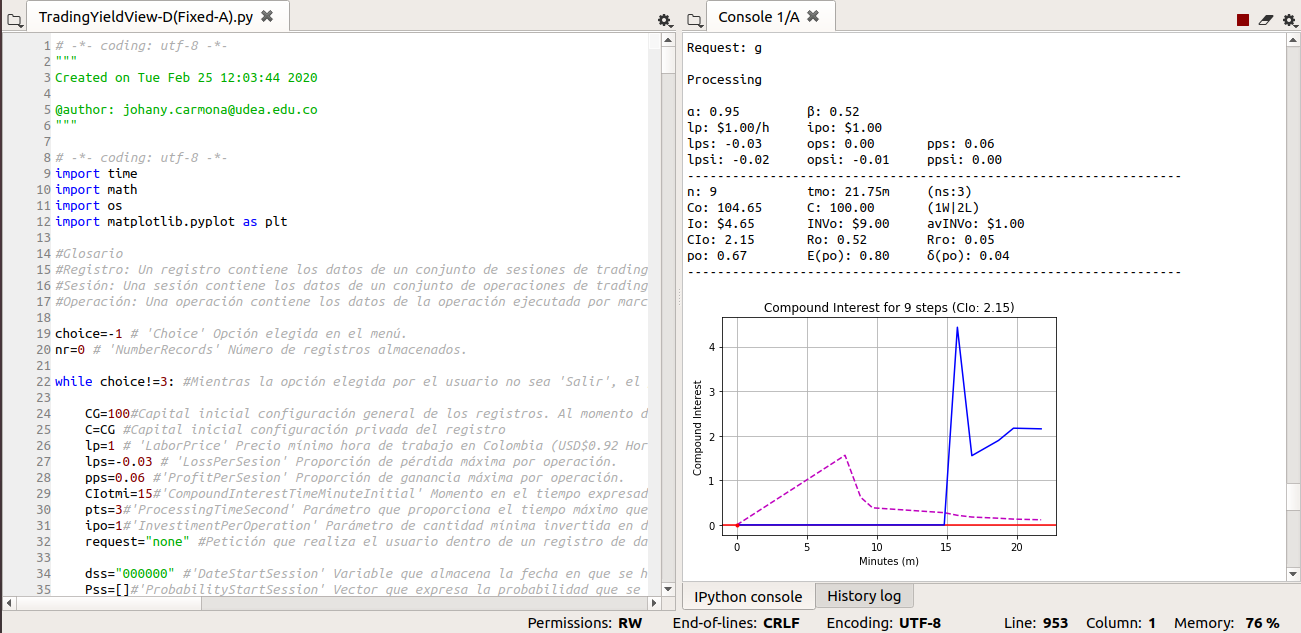 TradingYieldView-D(Fixed-A).py
1 # -*- coding: utf-8 -*-
2 """
3 Created on Tue Feb 25 12:03:44 2020
4
5 @author: johany.carmona@udea.edu.co
6 """
7
8 # -*- coding: utf-8 -*-
9 import time
10 import math
11 import os
12 import matplotlib.pyplot as plt
13
14 #Glosario
15 #Registro: Un registro contiene los datos de un conjunto de sesiones de trading
16 #Sesión: Una sesión contiene los datos de un conjunto de operaciones de trading
17 #Operación: Una operación contiene los datos de la operación ejecutada por marc
18
19 choice=-1 # 'Choice' Opción elegida en el menú.
20 nr=0 # 'NumberRecords' Número de registros almacenados.
21
22 while choice!=3: #Mientras la opción elegida por el usuario no sea 'Salir', el
23
24 CG=100#Capital inicial configuración general de los registros. Al momento d
25 C=CG #Capital inicial configuración privada del registro
26 lp=1 # 'LaborPrice' Precio mínimo hora de trabajo en Colombia (USD$0.92 Hor
27 lps=-0.03 # 'LossPerSesion' Proporción de pérdida máxima por operación.
28 pps=0.06 #'ProfitPerSesion' Proporción de ganancia máxima por operación.
29 CIotmi=15#'CompoundInterestTimeMinuteInitial' Momento en el tiempo expresad
30 pts=3#'ProcessingTimeSecond' Parámetro que proporciona el tiempo máximo que
31 ipo=1#'InvestimentPerOperation' Parámetro de cantidad mínima invertida en d
32 request="none" #Petición que realiza el usuario dentro de un registro de da
33
34 dss="000000" #'DateStartSession' Variable que almacena la fecha en que se h
35 Pss=[]#'ProbabilityStartSession' Vector que expresa la probabilidad que se
Console 1/A
Request: g
Processing
α: 0.95 β: 0.52
lp: $1.00/h ipo: $1.00
lps: -0.03 ops: 0.00 pps: 0.06
lpsi: -0.02 opsi: -0.01 ppsi: 0.00
------------------------------------------------------------------
n: 9 tmo: 21.75m (ns:3)
Co: 104.65 C: 100.00 (1W|2L)
Io: $4.65 INVo: $9.00 avINVo: $1.00
CIo: 2.15 Ro: 0.52 Rro: 0.05
po: 0.67 E(po): 0.80 δ(po): 0.04
------------------------------------------------------------------
Compound Interest for 9 steps (CIo: 2.15)
Compound Interest
4
3
2
1
0
0 5 10 15 20
Minutes (m)
IPython console History log
Permissions: RW End-of-lines: CRLF Encoding: UTF-8 Line: 953 Column: 1 Memory: 76 %